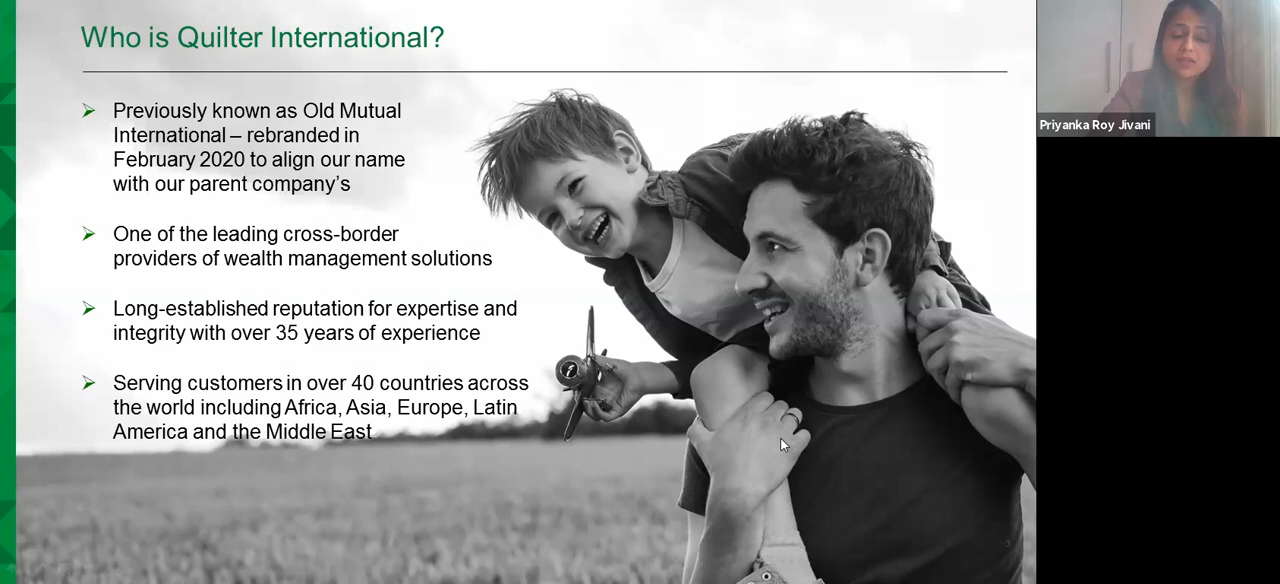 Who is Quilter International?
Previously known as Old Mutual
International – rebranded in
February 2020 to align our name
with our parent company’s
One of the leading cross-border
providers of wealth management solutions
Long-established reputation for expertise and
integrity with over 35 years of experience
Serving customers in over 40 countries across
the world including Africa, Asia, Europe, Latin
America and the Middle East
Priyanka Roy Jivani